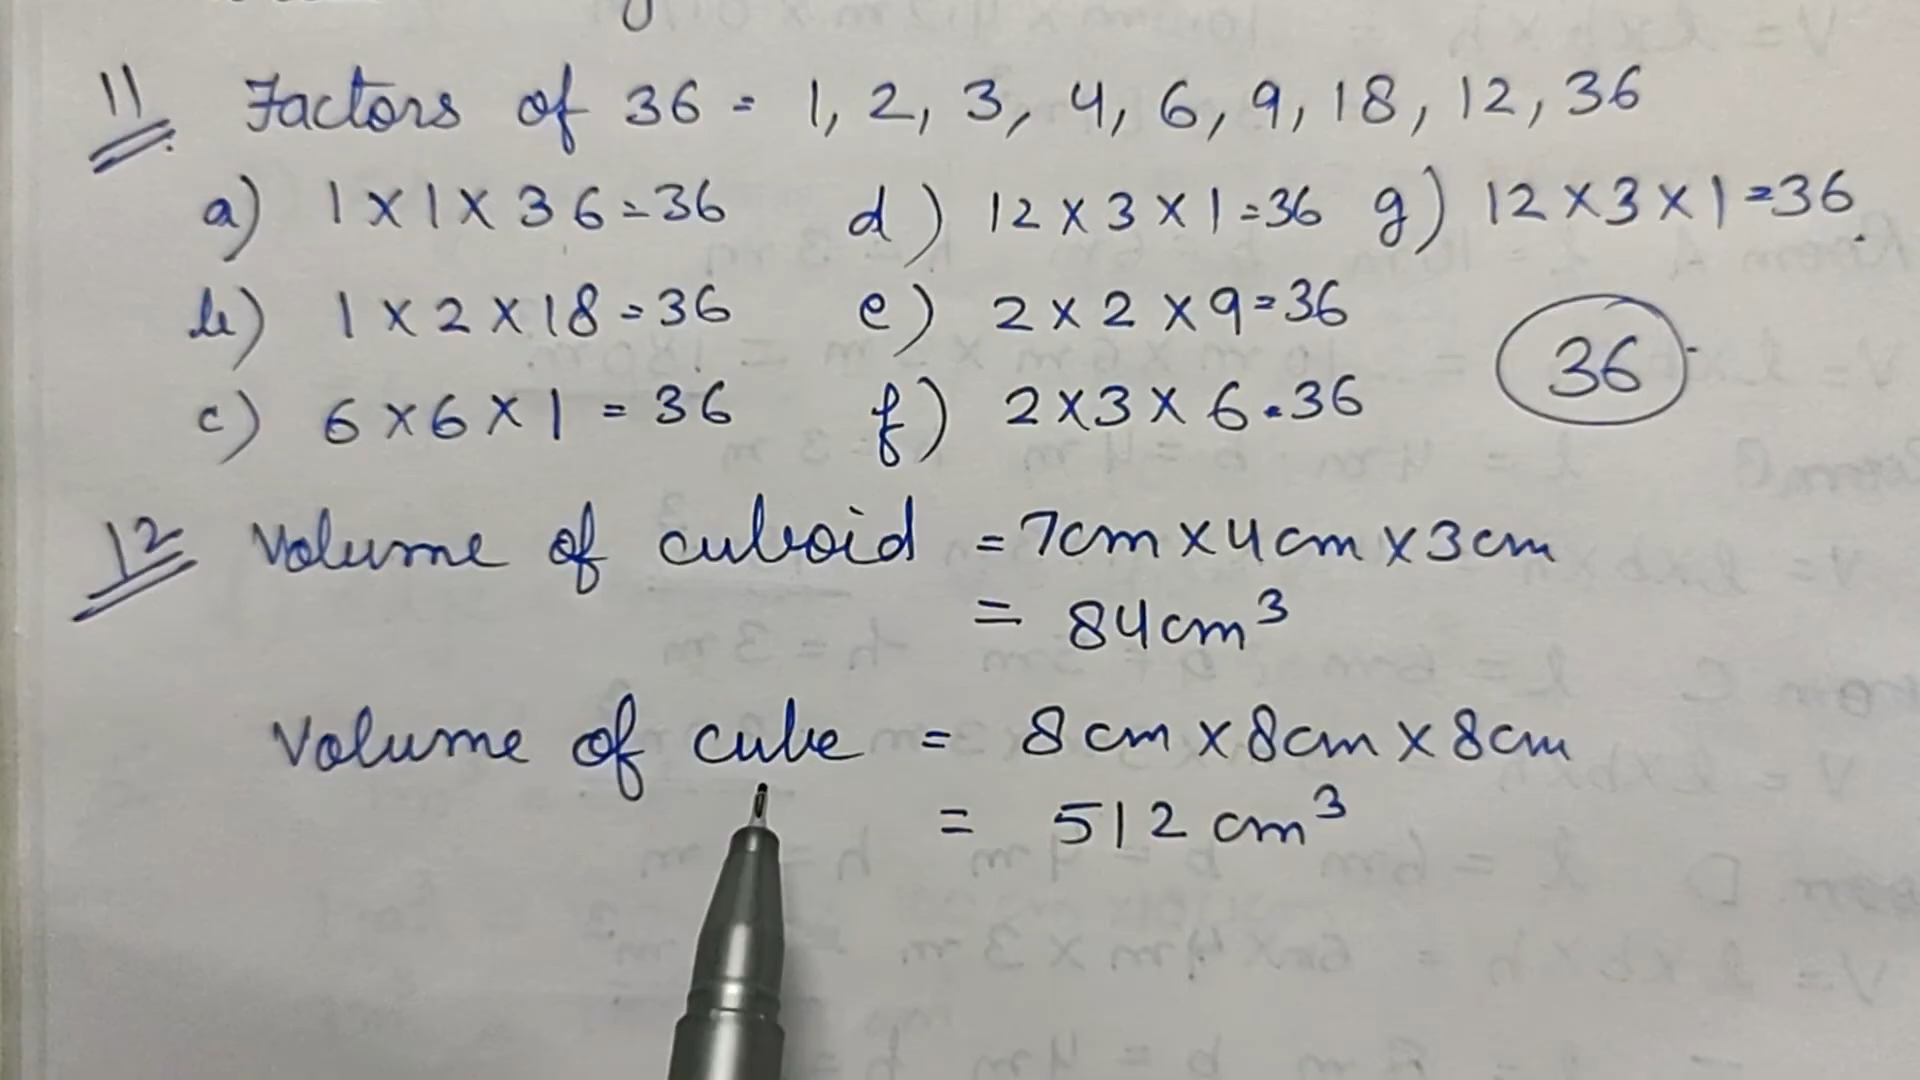 11 Factors of 36 = 1, 2, 3, 4, 6, 9, 18, 12, 36
a) 1 x 1 x 36 = 36 d) 12 x 3 x 1 = 36 g) 12 x 3 x 1 = 36.
b) 1 x 2 x 18 = 36 e) 2 x 2 x 9 = 36
36
c) 6 x 6 x 1 = 36 f) 2 x 3 x 6 = 36
12 Volume of cuboid = 7cm x 4cm x 3cm
= 84cm³
Volume of cube = 8cm x 8cm x 8cm
= 512 cm³